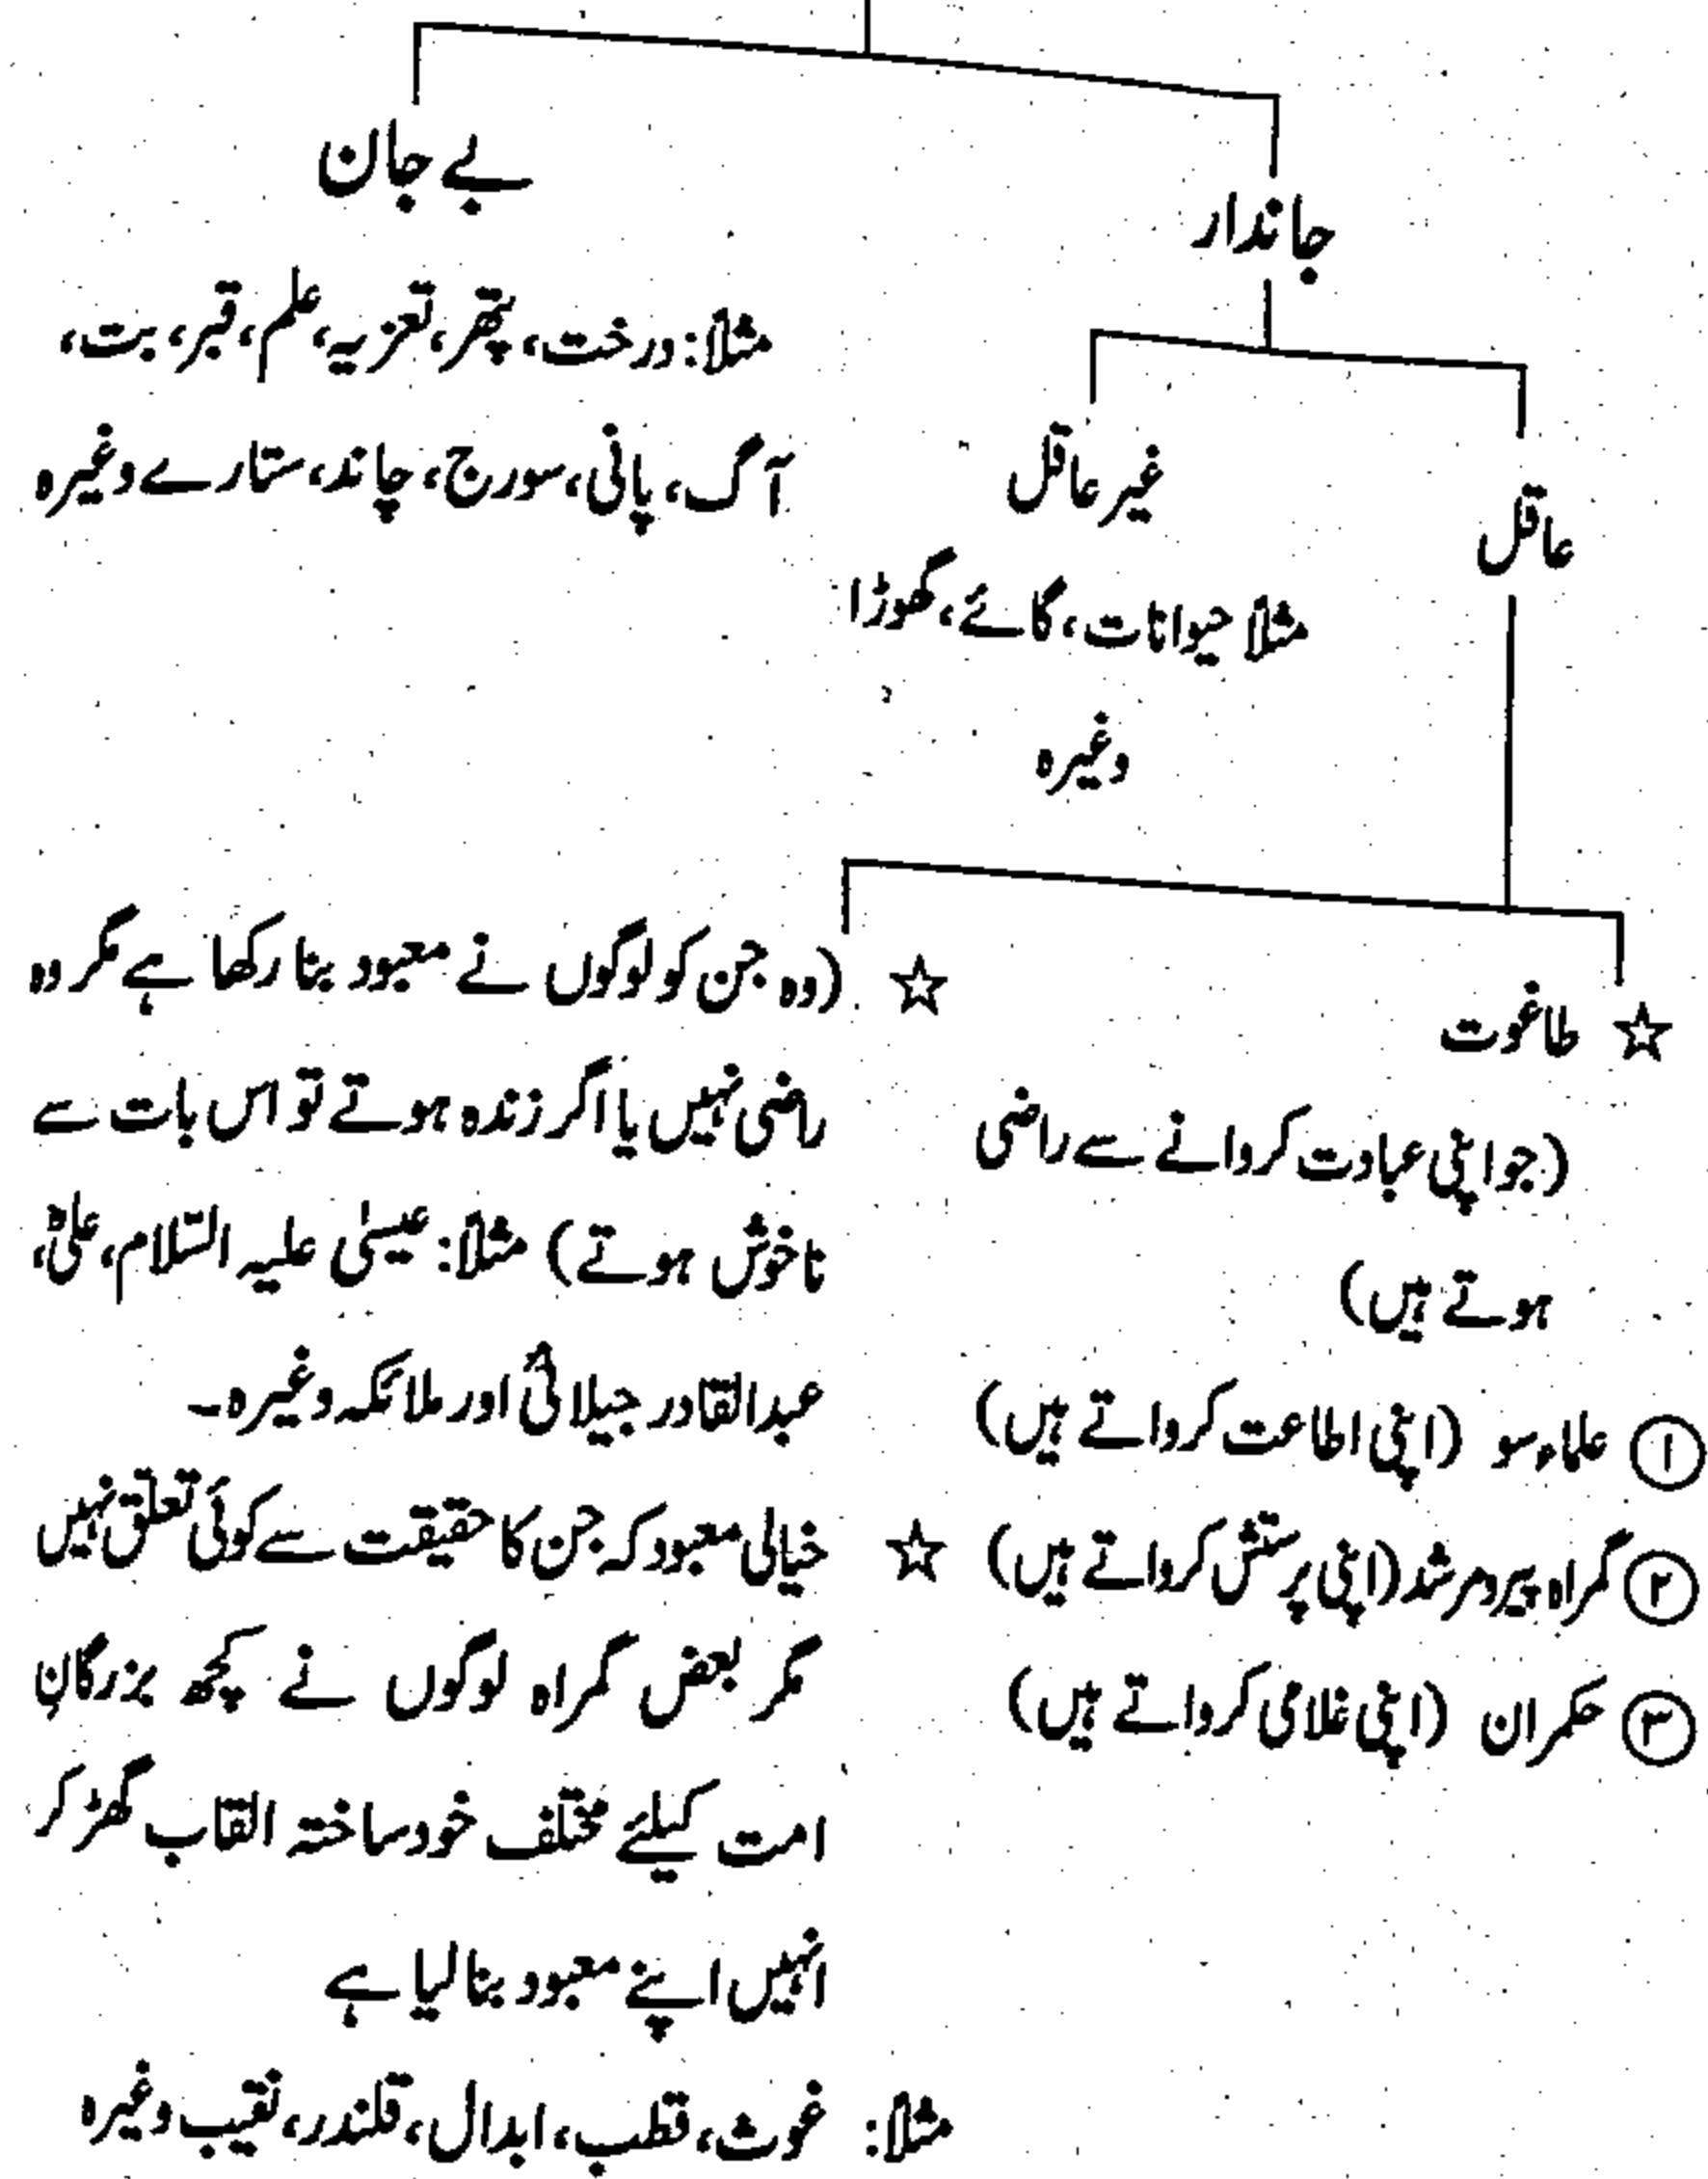 بے جان
جاندار
مثلاً: درخت، پتھر، تعزیہ، علم، قبر، بت،
آگ، پانی، سورج، چاند، ستارے وغیرہ
غیر عاقل
عاقل
مثلاً حیوانات، گائے، گھوڑا
وغیرہ
☆ طاغوت
(جو اپنی عبادت کروانے سے راضی
ہوتے ہیں)
① علماء سو (اپنی اطاعت کرواتے ہیں)
② گمراہ پیرومرشد (اپنی پرستش کرواتے ہیں)
③ حکمران (اپنی غلامی کرواتے ہیں)
☆ (وہ جن کو لوگوں نے معبود بنا رکھا ہے مگر وہ
راضی نہیں یا اگر زندہ ہوتے تو اس بات سے
ناخوش ہوتے) مثلاً: عیسیٰ علیہ السّلام، علیؓ،
عبدالقادر جیلانیؒ اور ملائکہ وغیرہ۔
☆ خیالی معبود کہ جن کا حقیقت سے کوئی تعلق نہیں
مگر بعض گمراہ لوگوں نے کچھ بزرگانِ
امت کیلئے مختلف خود ساختہ القاب گھڑ کر
انہیں اپنے معبود بنا لیا ہے
مثلاً: غوث، قطب، ابدال، قلندر، نقیب وغیرہ